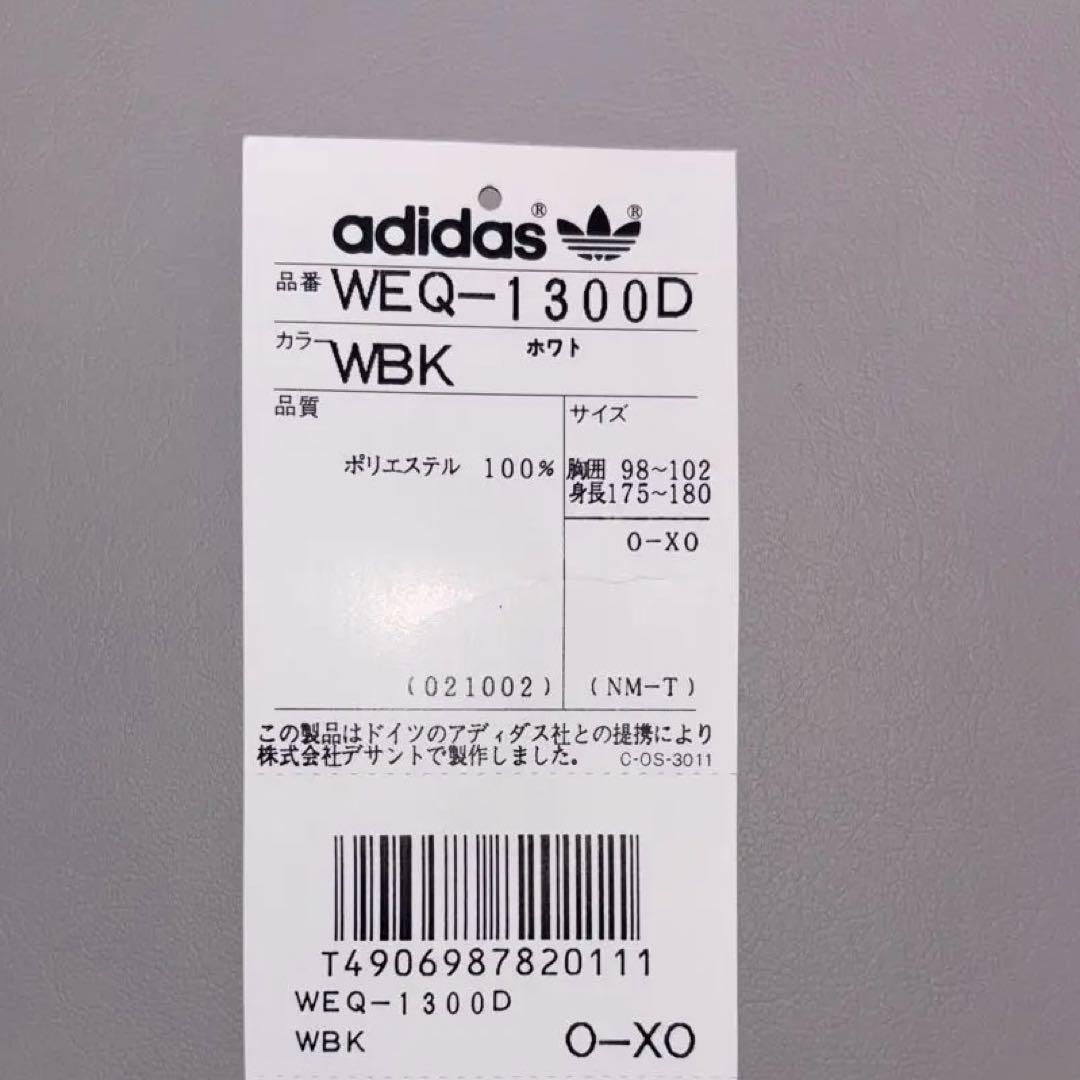 adidas® ®
品番 WEQ-1300D
カラー WBK ホワト
品質 サイズ
ポリエステル 100% 胸囲 98~102
身長175~180
O-XO
(021002) (NM-T)
この製品はドイツのアディダス社との提携により
株式会社デサントで製作しました。 C-OS-3011
T4906987820111
WEQ-1300D
WBK O-XO